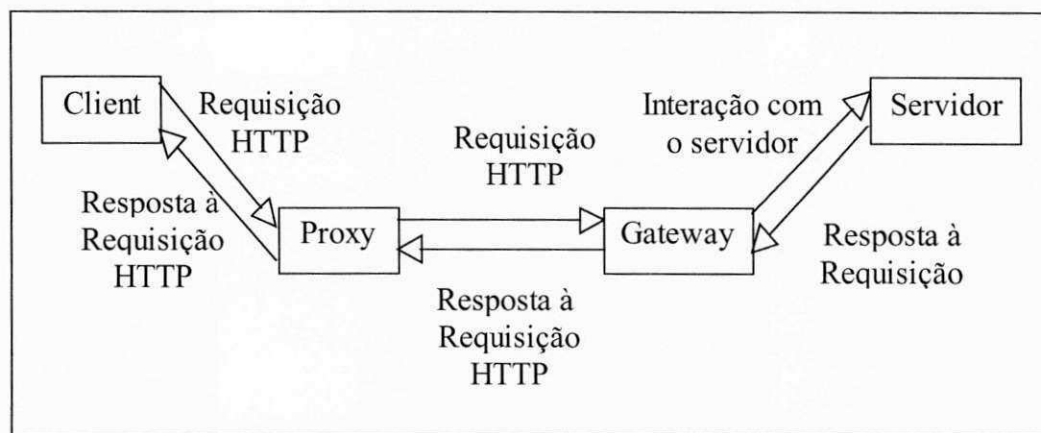 Client
Requisição
HTTP
Resposta à
Requisição
HTTP
Proxy
Requisição
HTTP
Resposta à
Requisição
HTTP
Gateway
Interação com
o servidor
Servidor
Resposta à
Requisição